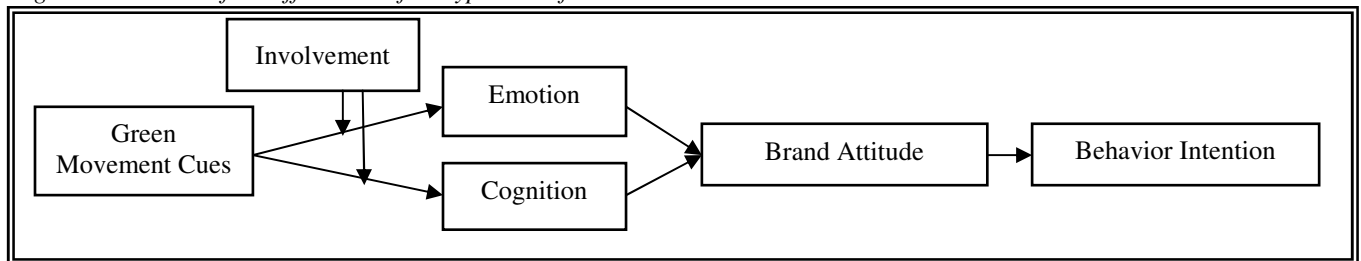 Involvement
Emotion
Green
Movement Cues
Brand Attitude
Behavior Intention
Cognition